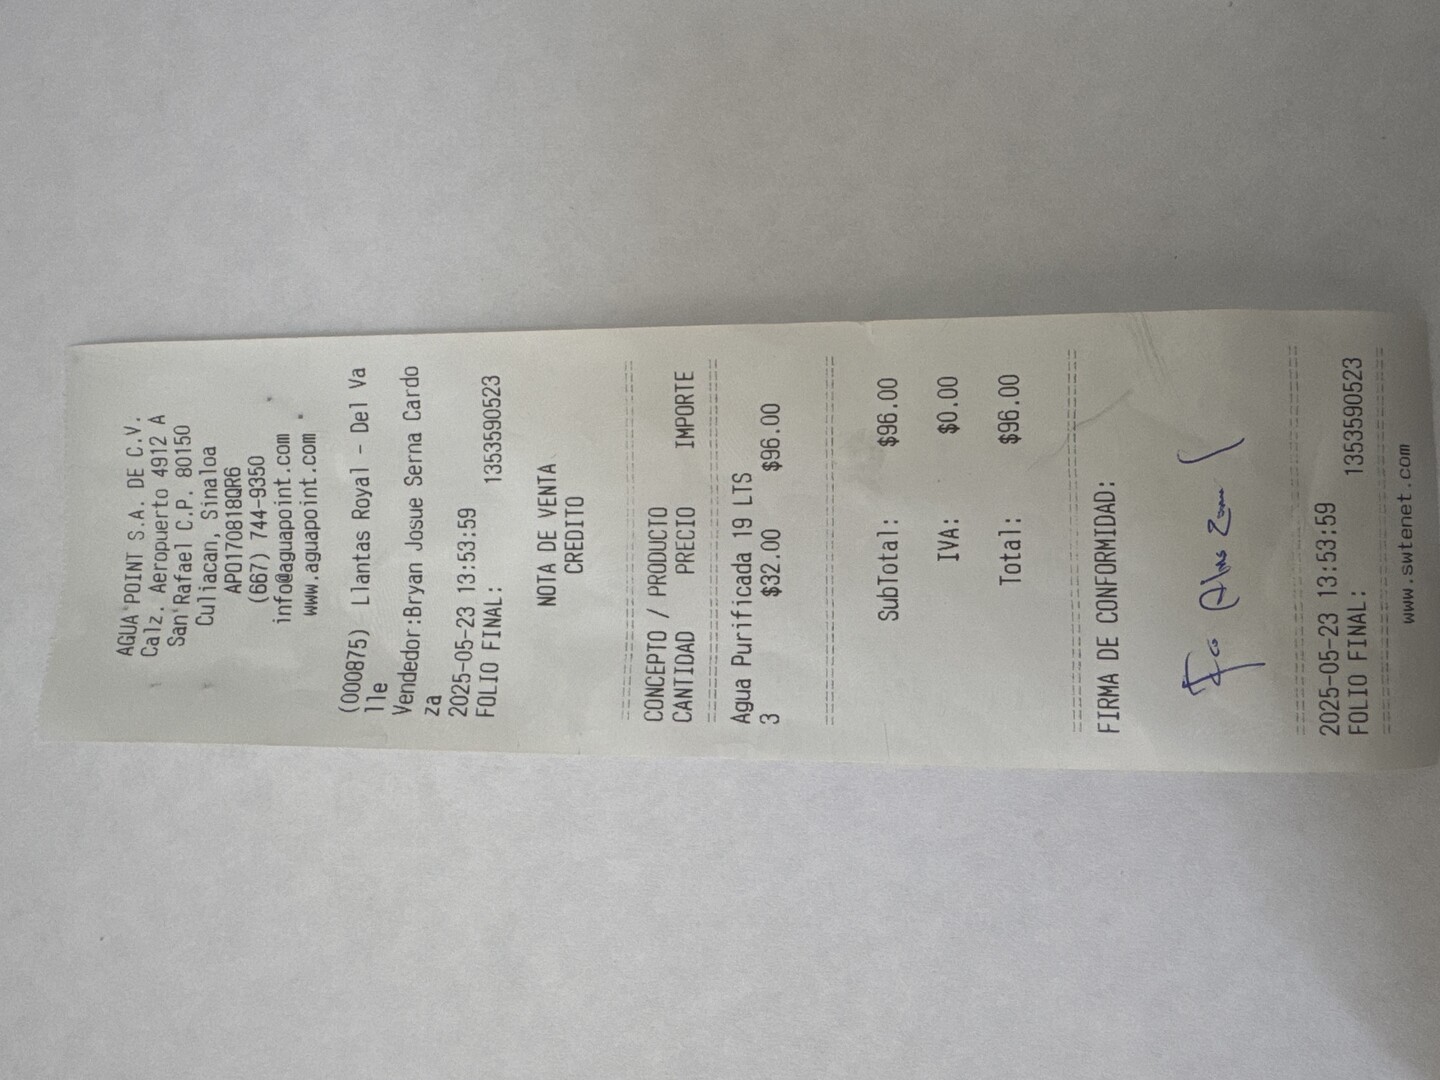 AGUA POINT S.A. DE C.V.
Calz. Aeropuerto 4912 A
San Rafael C.P. 80150
Culiacan, Sinaloa
APO170818QR6
(667) 744-9350
info@aguapoint.com
www.aguapoint.com
(000875) Llantas Royal - Del Va
lle
Vendedor:Bryan Josue Serna Cardo
za
2025-05-23 13:53:59
FOLIO FINAL: 1353590523
NOTA DE VENTA
CREDITO
CONCEPTO / PRODUCTO
CANTIDAD PRECIO IMPORTE
Agua Purificada 19 LTS
3 $32.00 $96.00
SubTotal: $96.00
IVA: $0.00
Total: $96.00
FIRMA DE CONFORMIDAD:
2025-05-23 13:53:59
FOLIO FINAL: 1353590523
www.swtenet.com